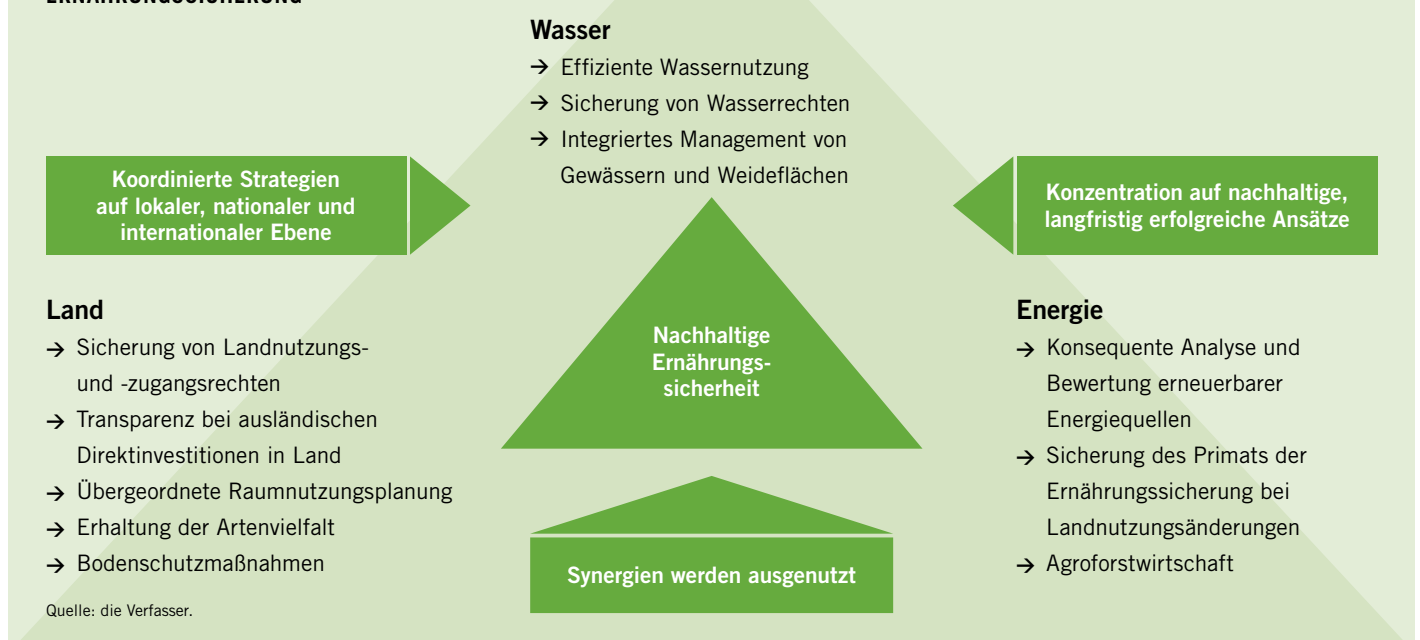 ERNÄHRUNGSSICHERUNG
Wasser
→ Effiziente Wassernutzung
→ Sicherung von Wasserrechten
→ Integriertes Management von
Gewässern und Weideflächen
Koordinierte Strategien
auf lokaler, nationaler und
internationaler Ebene
Konzentration auf nachhaltige,
langfristig erfolgreiche Ansätze
Land
→ Sicherung von Landnutzungs-
und -zugangsrechten
→ Transparenz bei ausländischen
Direktinvestitionen in Land
→ Übergeordnete Raumnutzungsplanung
→ Erhaltung der Artenvielfalt
→ Bodenschutzmaßnahmen
Nachhaltige
Ernährungs-
sicherheit
Energie
→ Konsequente Analyse und
Bewertung erneuerbarer
Energiequellen
→ Sicherung des Primats der
Ernährungssicherung bei
Landnutzungsänderungen
→ Agroforstwirtschaft
Synergien werden ausgenutzt
Quelle: die Verfasser.